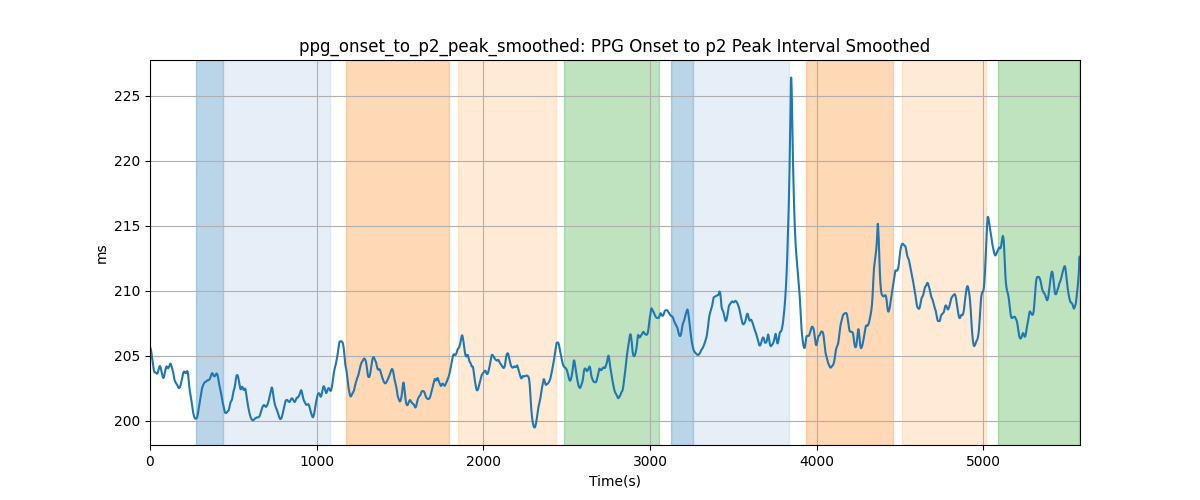 ppg_onset_to_p2_peak_smoothed: PPG Onset to p2 Peak Interval Smoothed
225
220
215
210
205
200
ms
0 1000 2000 3000 4000 5000
Time(s)